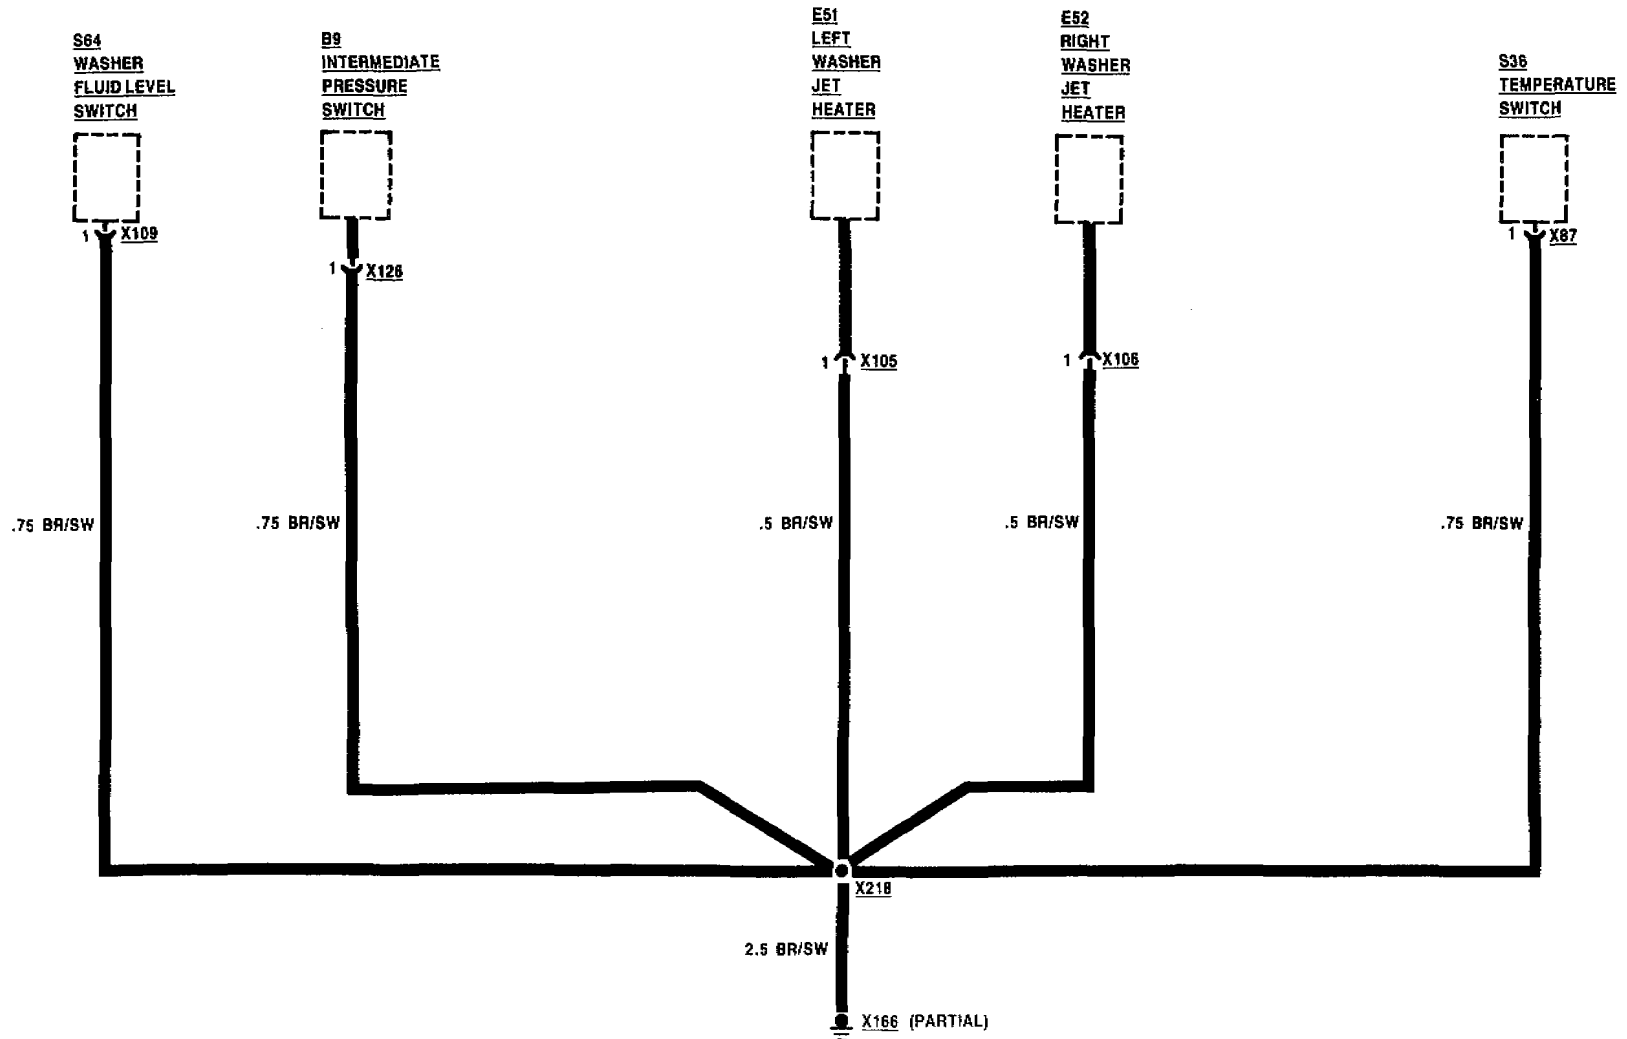 S64
WASHER
FLUID LEVEL
SWITCH
B9
INTERMEDIATE
PRESSURE
SWITCH
E51
LEFT
WASHER
JET
HEATER
E52
RIGHT
WASHER
JET
HEATER
S36
TEMPERATURE
SWITCH
1 X109
1 X126
1 X105
1 X106
1 X87
.75 BR/SW
.75 BR/SW
.5 BR/SW
.5 BR/SW
.75 BR/SW
X218
2.5 BR/SW
X166 (PARTIAL)